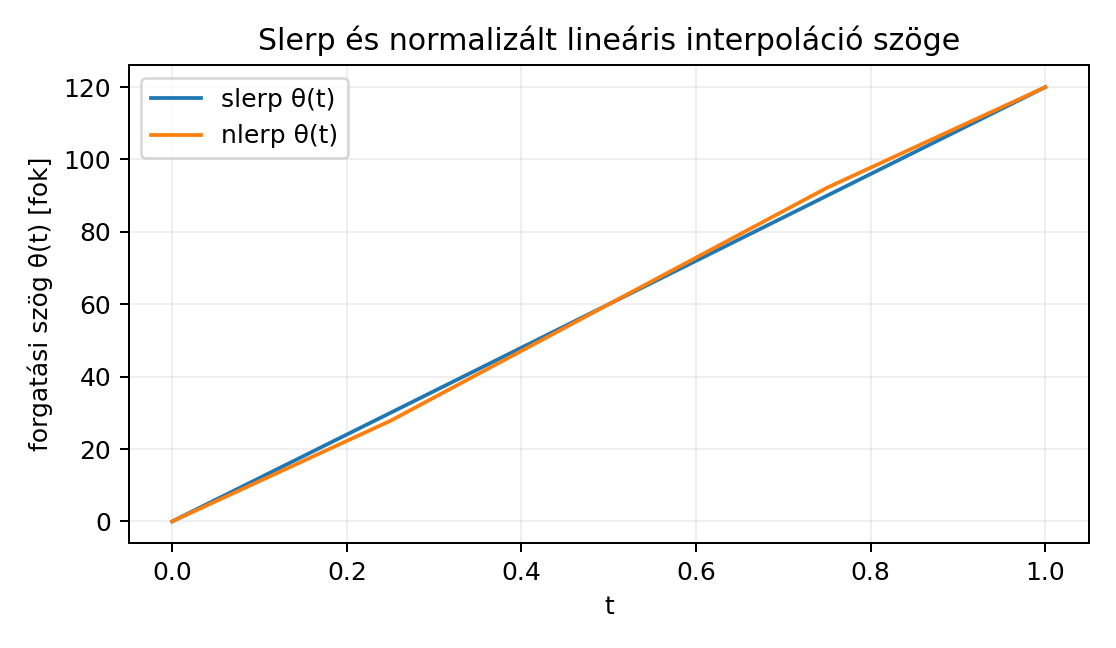 Slerp és normalizált lineáris interpoláció szöge
slerp θ(t)
nlerp θ(t)
forgatási szög θ(t) [fok]
120
100
80
60
40
20
0
0.0 0.2 0.4 0.6 0.8 1.0
t